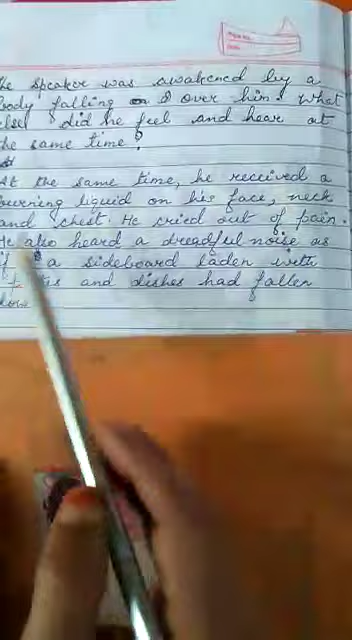 he speaker was awakened by a
body falling over him. What
else did he feel and hear at
the same time?
At the same time, he received a
burning liquid on his face, neck
and chest. He cried out of pain.
He also heard a dreadful noise as
if a sideboard laden with
and dishes had fallen